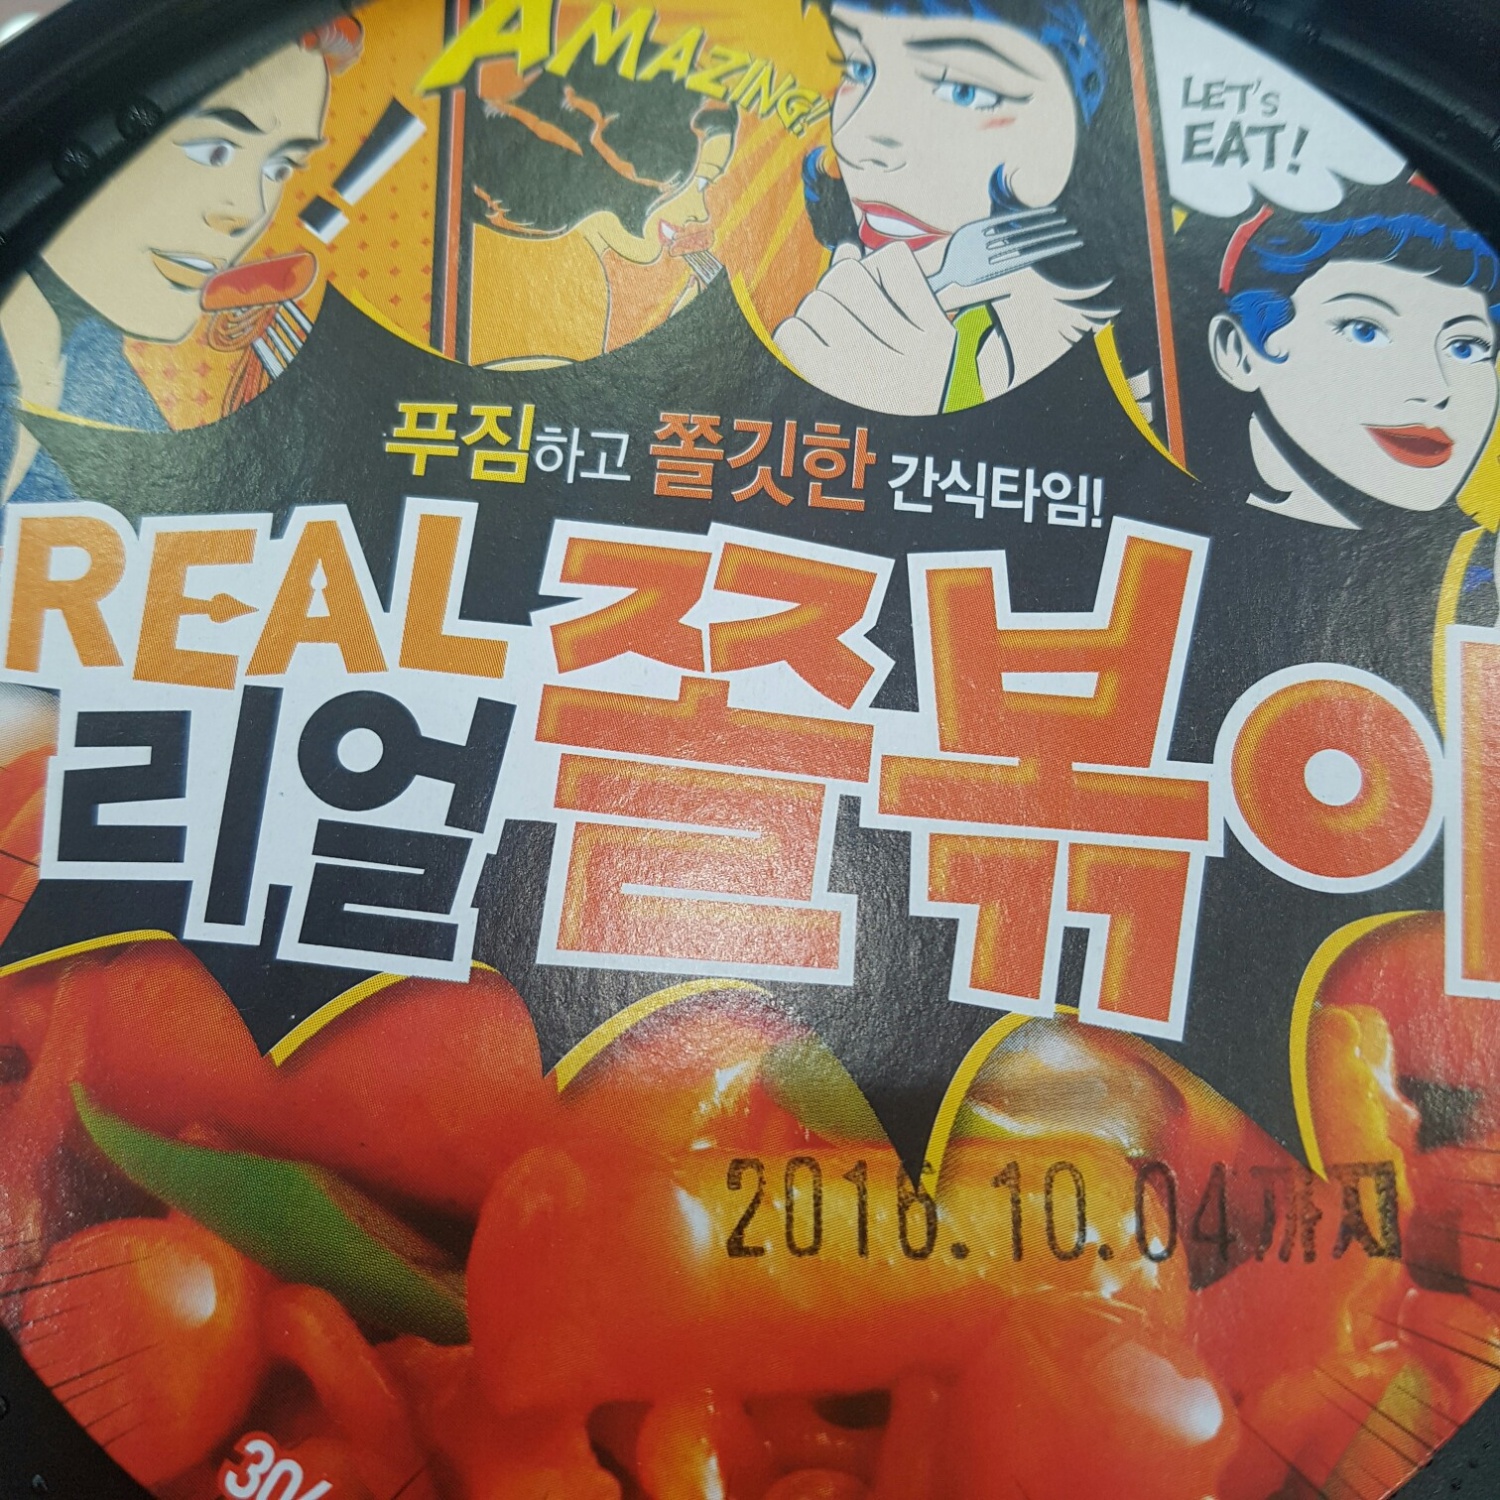 AMAZING!
LET'S
EAT!
!
푸짐하고 쫄깃한 간식타임!
REAL
리얼 쫄볶이
2016.10.04까지